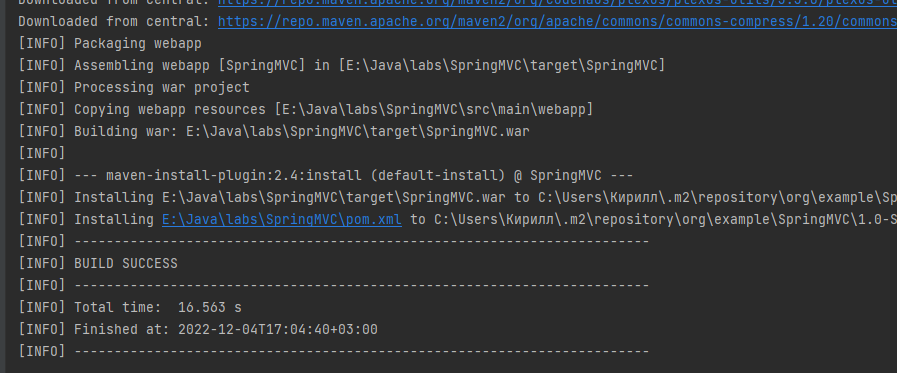 Downloaded from central: https://repo.maven.apache.org/maven2/org/codehaus/plexus/plexus-utils/3.3.0/plexus-ut
Downloaded from central: https://repo.maven.apache.org/maven2/org/apache/commons/commons-compress/1.20/commons
[INFO] Packaging webapp
[INFO] Assembling webapp [SpringMVC] in [E:\Java\labs\SpringMVC\target\SpringMVC]
[INFO] Processing war project
[INFO] Copying webapp resources [E:\Java\labs\SpringMVC\src\main\webapp]
[INFO] Building war: E:\Java\labs\SpringMVC\target\SpringMVC.war
[INFO]
[INFO] --- maven-install-plugin:2.4:install (default-install) @ SpringMVC ---
[INFO] Installing E:\Java\labs\SpringMVC\target\SpringMVC.war to C:\Users\Кирилл\.m2\repository\org\example\Sp
[INFO] Installing E:\Java\labs\SpringMVC\pom.xml to C:\Users\Кирилл\.m2\repository\org\example\SpringMVC\1.0-S
[INFO] ------------------------------------------------------------------------
[INFO] BUILD SUCCESS
[INFO] ------------------------------------------------------------------------
[INFO] Total time:  16.563 s
[INFO] Finished at: 2022-12-04T17:04:40+03:00
[INFO] ------------------------------------------------------------------------